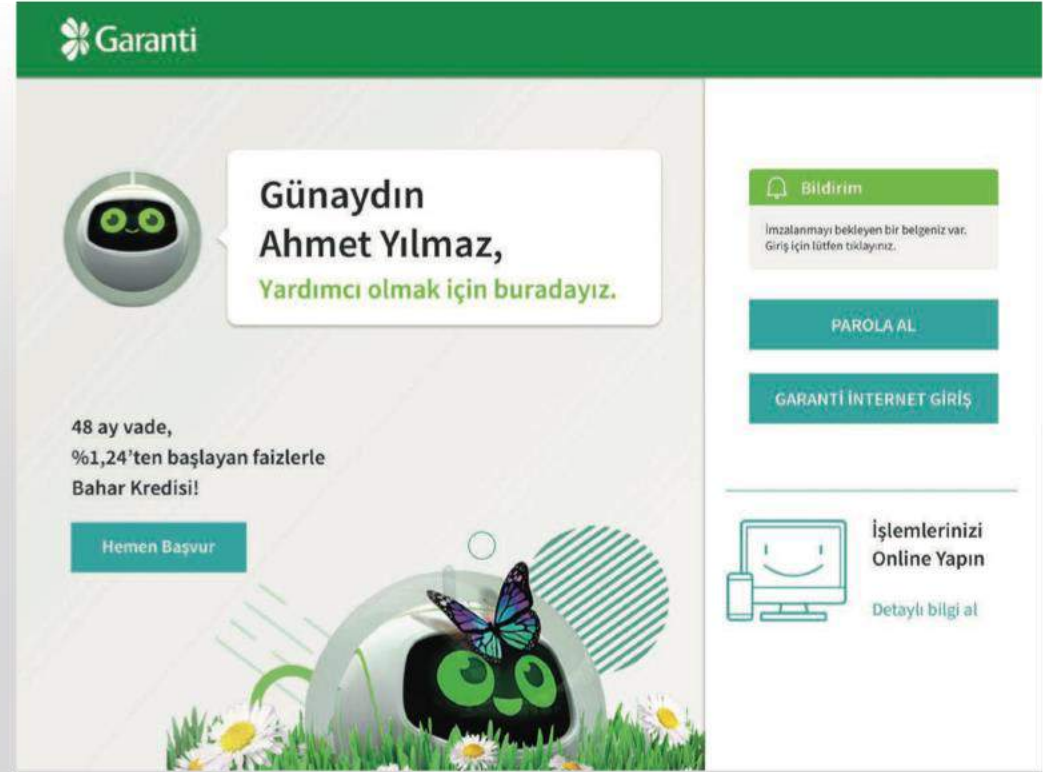 Garanti
Günaydın
Ahmet Yılmaz,
Yardımcı olmak için buradayız.
48 ay vade,
%1,24'ten başlayan faizlerle
Bahar Kredisi!
Hemen Başvur
Bildirim
İmzalanmayı bekleyen bir belgeniz var.
Giriş için lütfen tıklayınız.
PAROLA AL
GARANTİ İNTERNET GİRİŞ
İşlemlerinizi
Online Yapın
Detaylı bilgi al